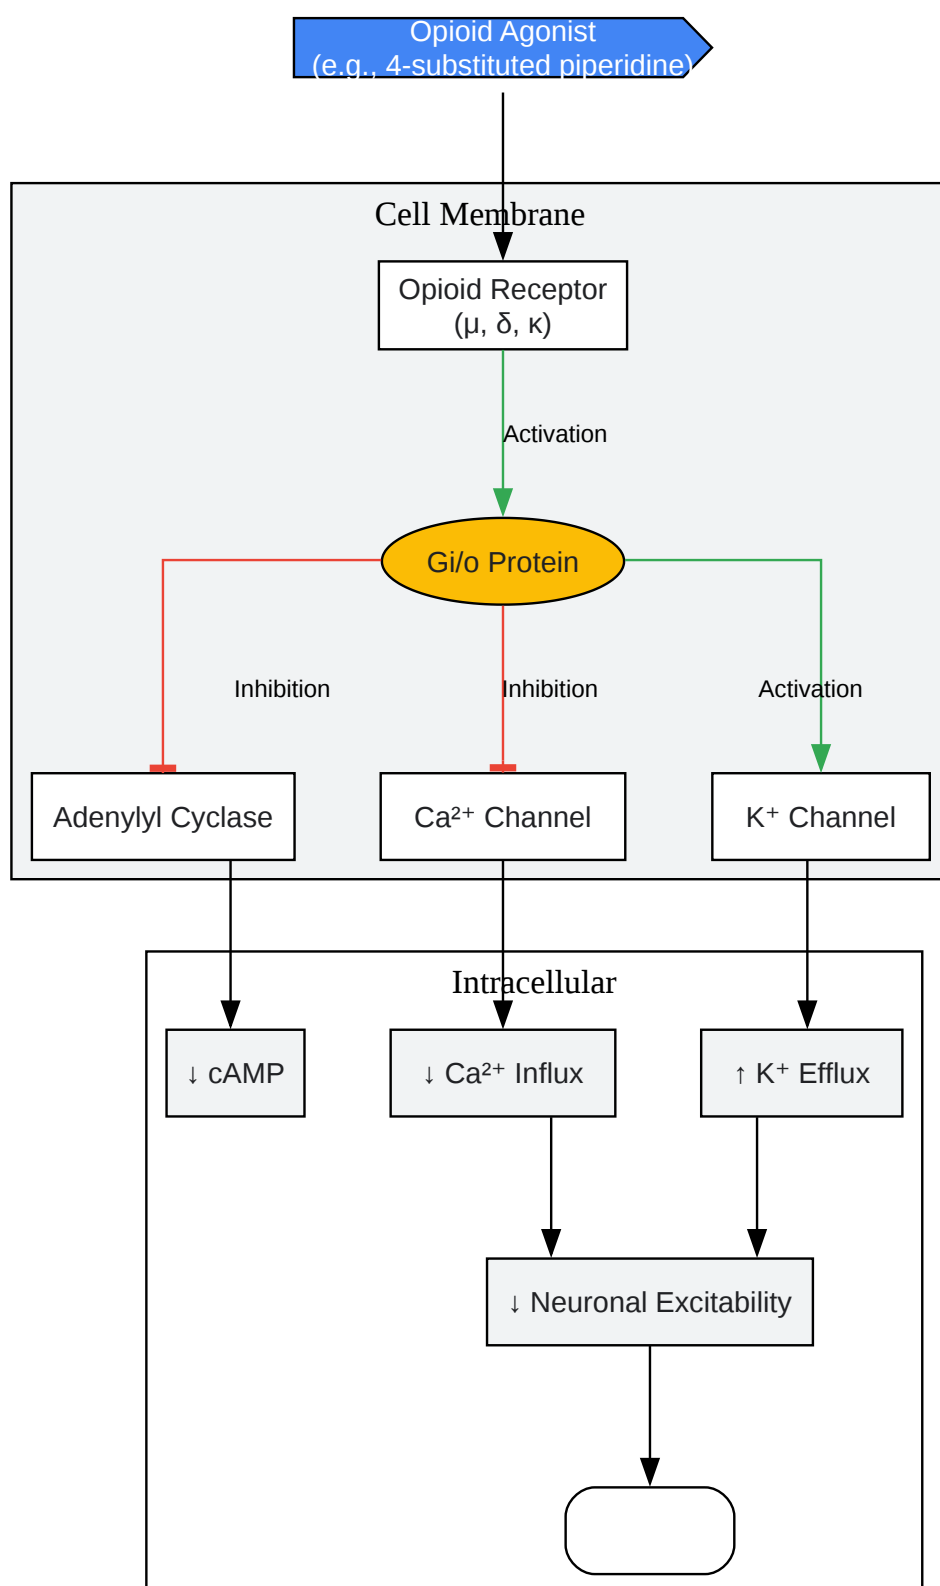 Opioid Agonist
(e.g., 4-substituted piperidine)
Cell Membrane
Opioid Receptor
(μ, δ, κ)
Activation
Gi/o Protein
Inhibition
Inhibition
Activation
Adenylyl Cyclase
Ca²⁺ Channel
K⁺ Channel
Intracellular
↓ cAMP
↓ Ca²⁺ Influx
↑ K⁺ Efflux
↓ Neuronal Excitability